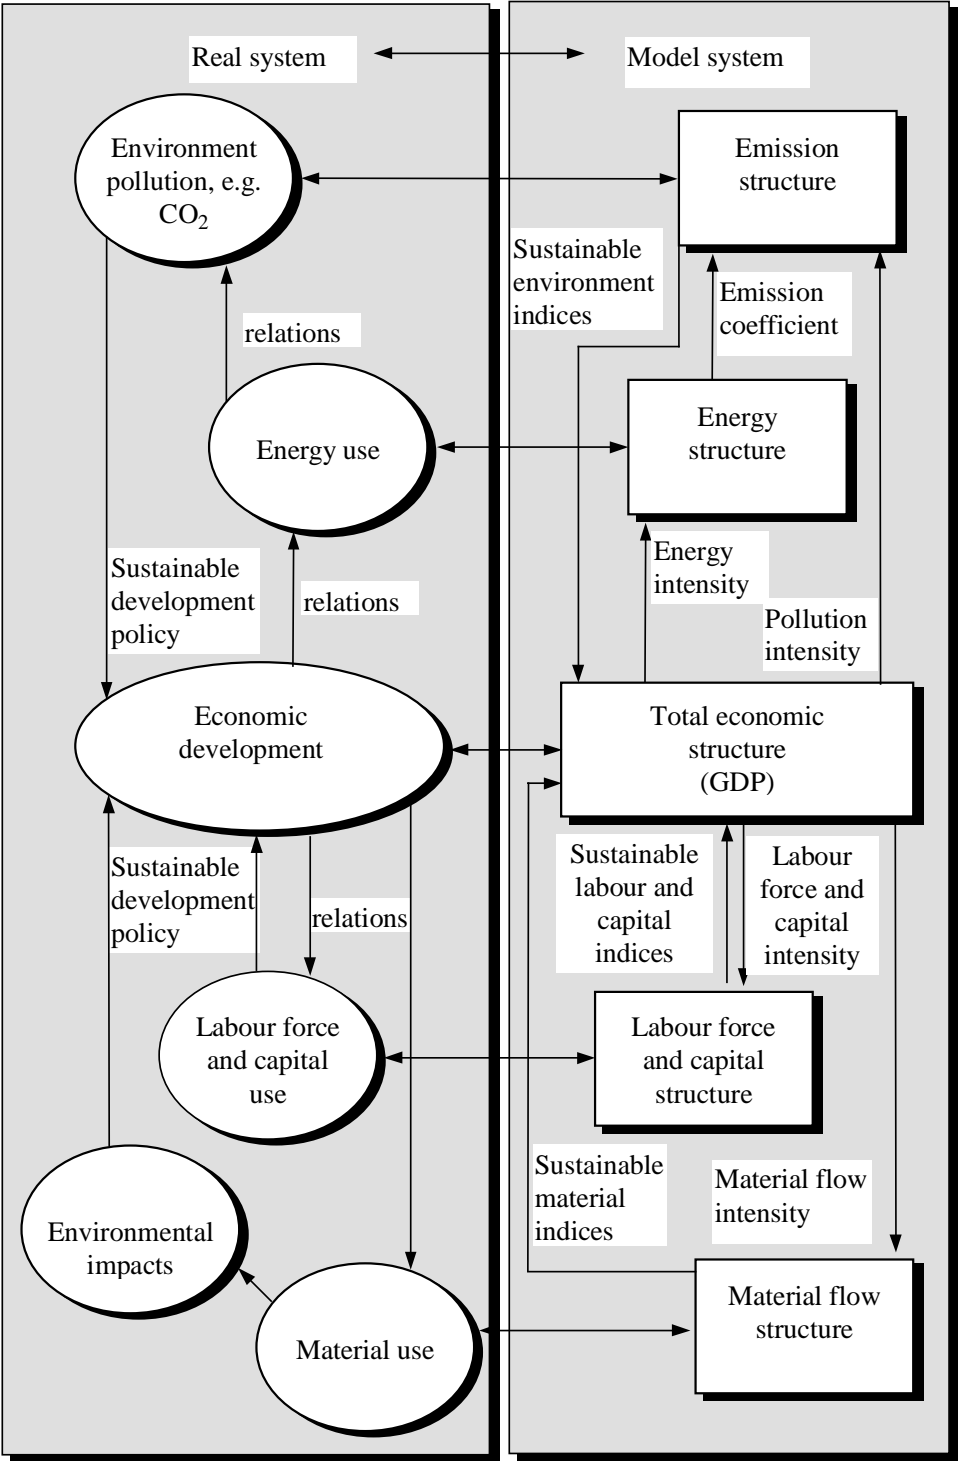 Real system
Model system
Environment
pollution, e.g.
CO₂
Emission
structure
Sustainable
environment
indices
Emission
coefficient
relations
Energy use
Energy
structure
Energy
intensity
Sustainable
development
policy
relations
Pollution
intensity
Economic
development
Total economic
structure
(GDP)
Sustainable
development
policy
relations
Sustainable
labour and
capital
indices
Labour
force and
capital
intensity
Labour force
and capital
use
Labour force
and capital
structure
Sustainable
material
indices
Material flow
intensity
Environmental
impacts
Material use
Material flow
structure